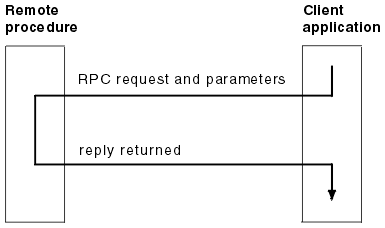 Remote
procedure
Client
application
RPC request and parameters
reply returned